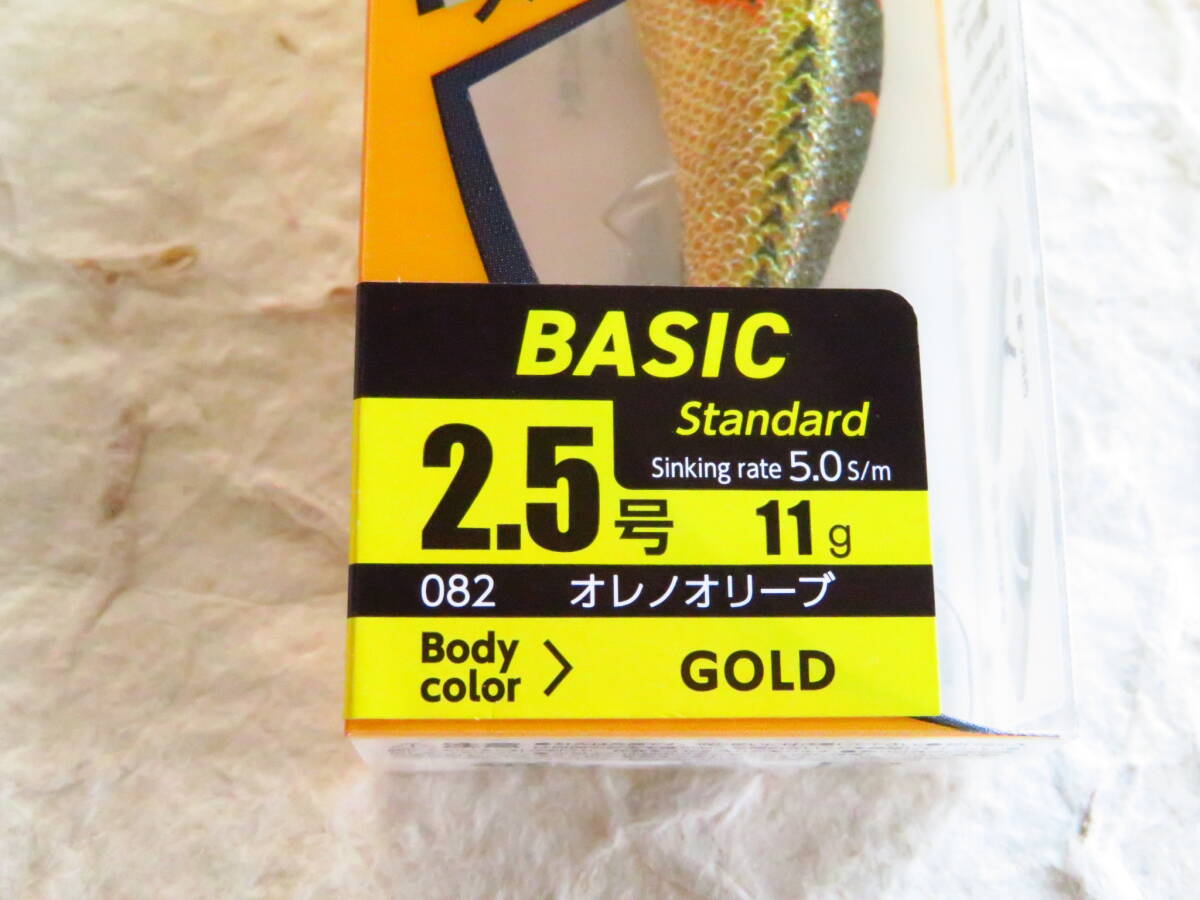 BASIC
Standard
Sinking rate 5.0 S/m
2.5号 11g
082 オレノオリーブ
Body color > GOLD